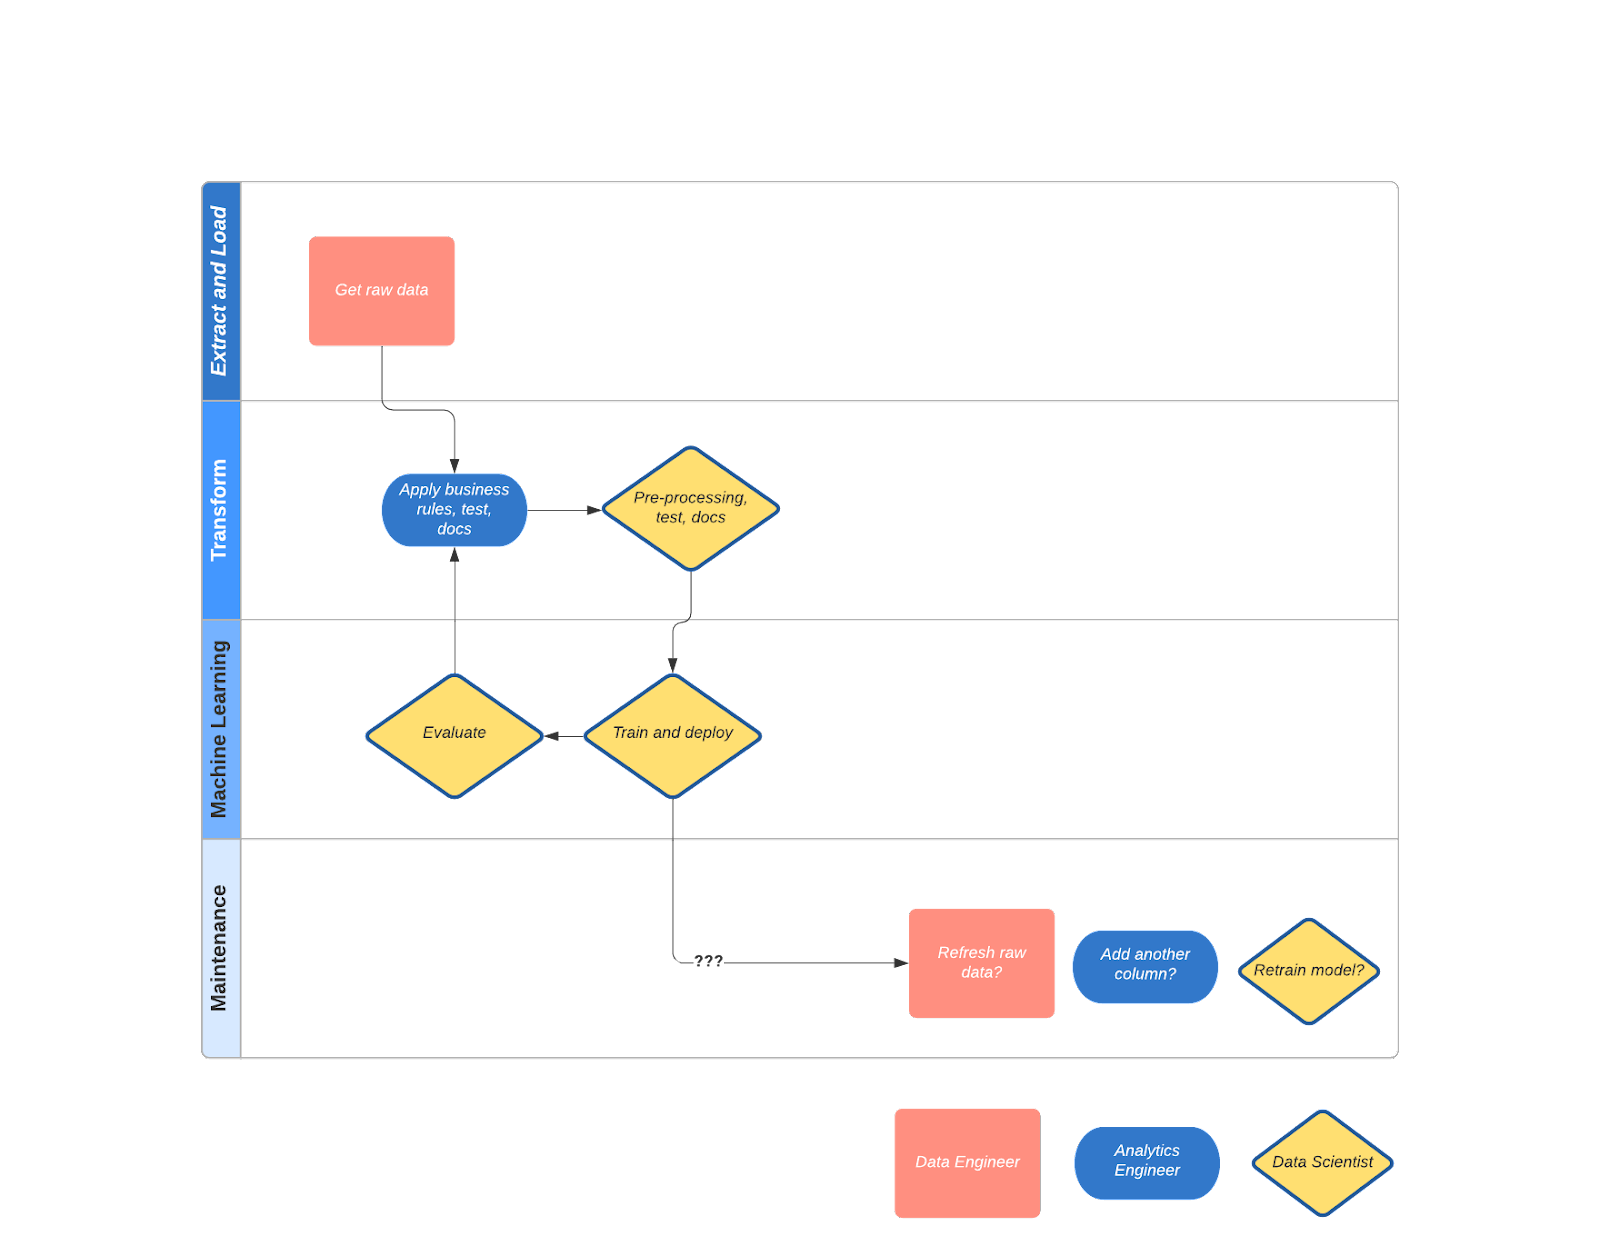 Extract and Load
Get raw data
Transform
Apply business
rules, test,
docs
Pre-processing,
test, docs
Machine Learning
Evaluate
Train and deploy
Maintenance
???
Refresh raw
data?
Add another
column?
Retrain model?
Data Engineer
Analytics
Engineer
Data Scientist